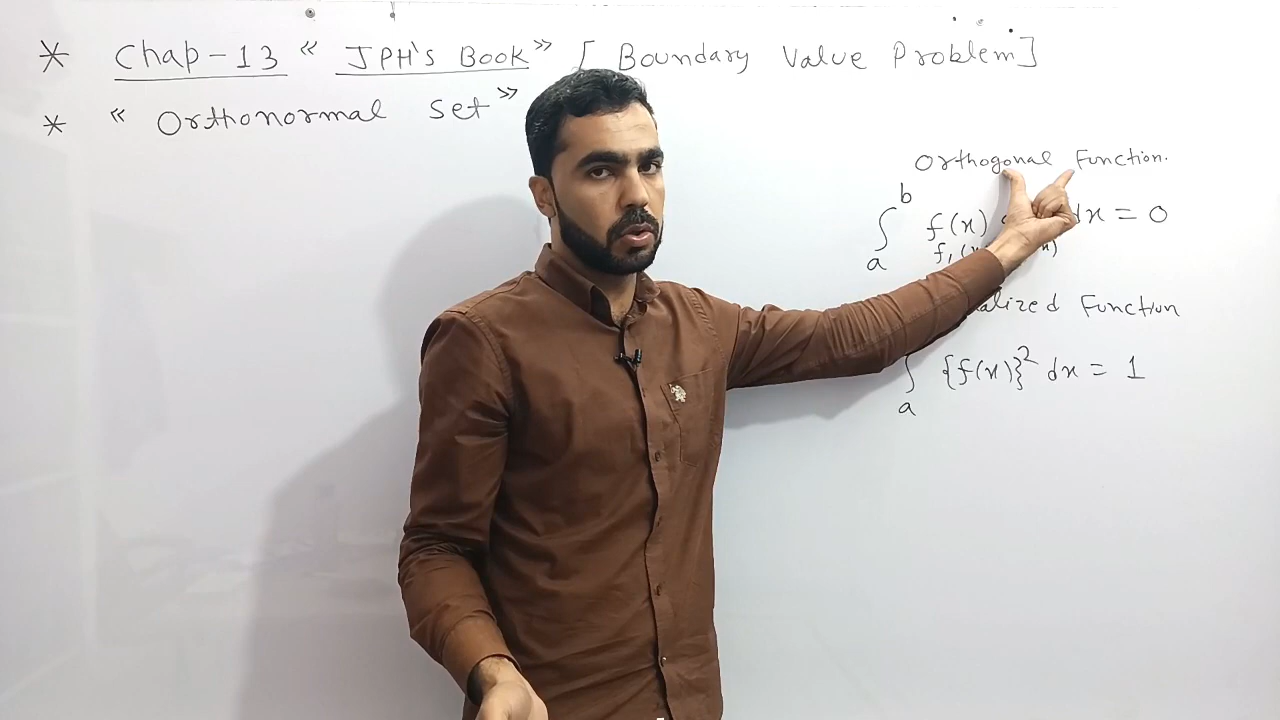 * Chap-13 “ JPH's Book” [ Boundary Value Problem]
* “ Orthonormal Set”
Orthogonal Function.
b
∫ f(x) dx = 0
a
f₁(x
alized Function
∫ {f(x)}² dx = 1
a